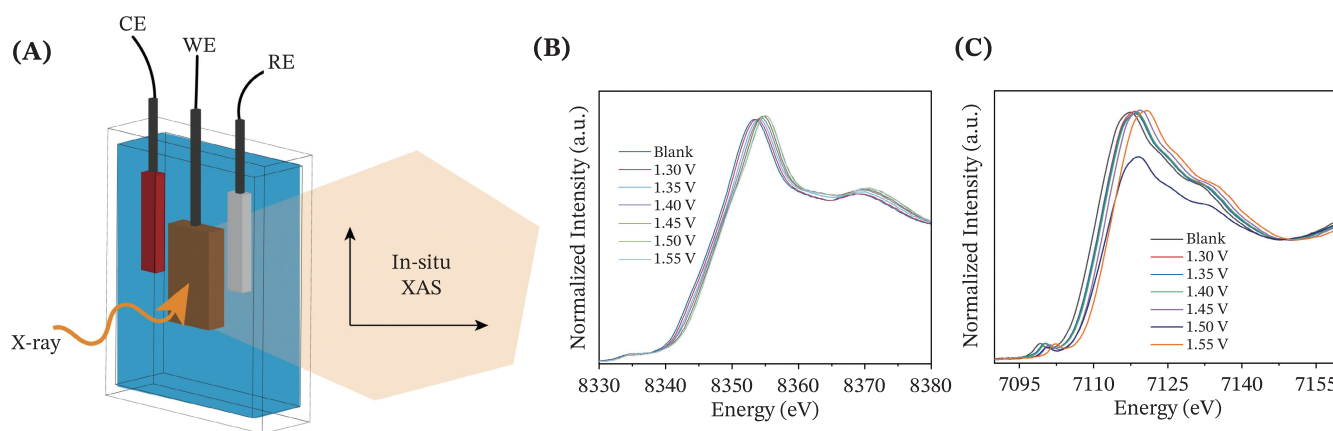 (A)
CE
WE
RE
X-ray
In-situ
XAS
(B)
Normalized Intensity (a.u.)
Blank
1.30 V
1.35 V
1.40 V
1.45 V
1.50 V
1.55 V
8330 8340 8350 8360 8370 8380
Energy (eV)
(C)
Normalized Intensity (a.u.)
Blank
1.30 V
1.35 V
1.40 V
1.45 V
1.50 V
1.55 V
7095 7110 7125 7140 7155
Energy (eV)